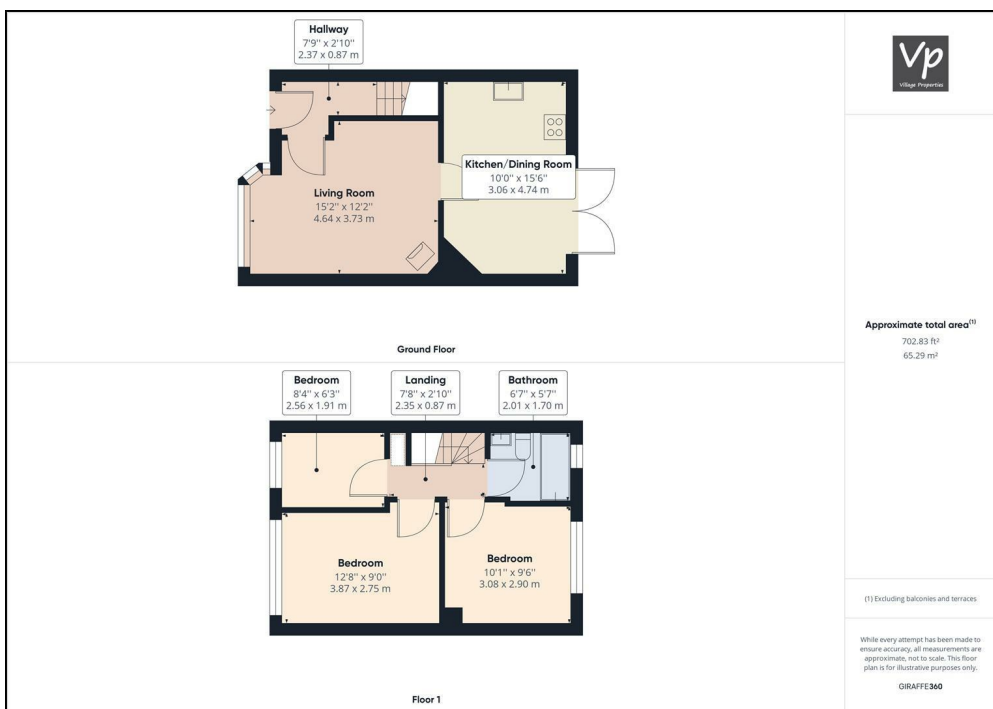 Hallway
7'9" x 2'10"
2.37 x 0.87 m
Kitchen/Dining Room
10'0" x 15'6"
3.06 x 4.74 m
Living Room
15'2" x 12'2"
4.64 x 3.73 m
Ground Floor
Bedroom
8'4" x 6'3"
2.56 x 1.91 m
Landing
7'8" x 2'10"
2.35 x 0.87 m
Bathroom
6'7" x 5'7"
2.01 x 1.70 m
Bedroom
12'8" x 9'0"
3.87 x 2.75 m
Bedroom
10'1" x 9'6"
3.08 x 2.90 m
Floor 1
Vp
Village Properties
Approximate total area(1)
702.83 ft²
65.29 m²
(1) Excluding balconies and terraces
While every attempt has been made to
ensure accuracy, all measurements are
approximate, not to scale. This floor
plan is for illustrative purposes only.
GIRAFFE360